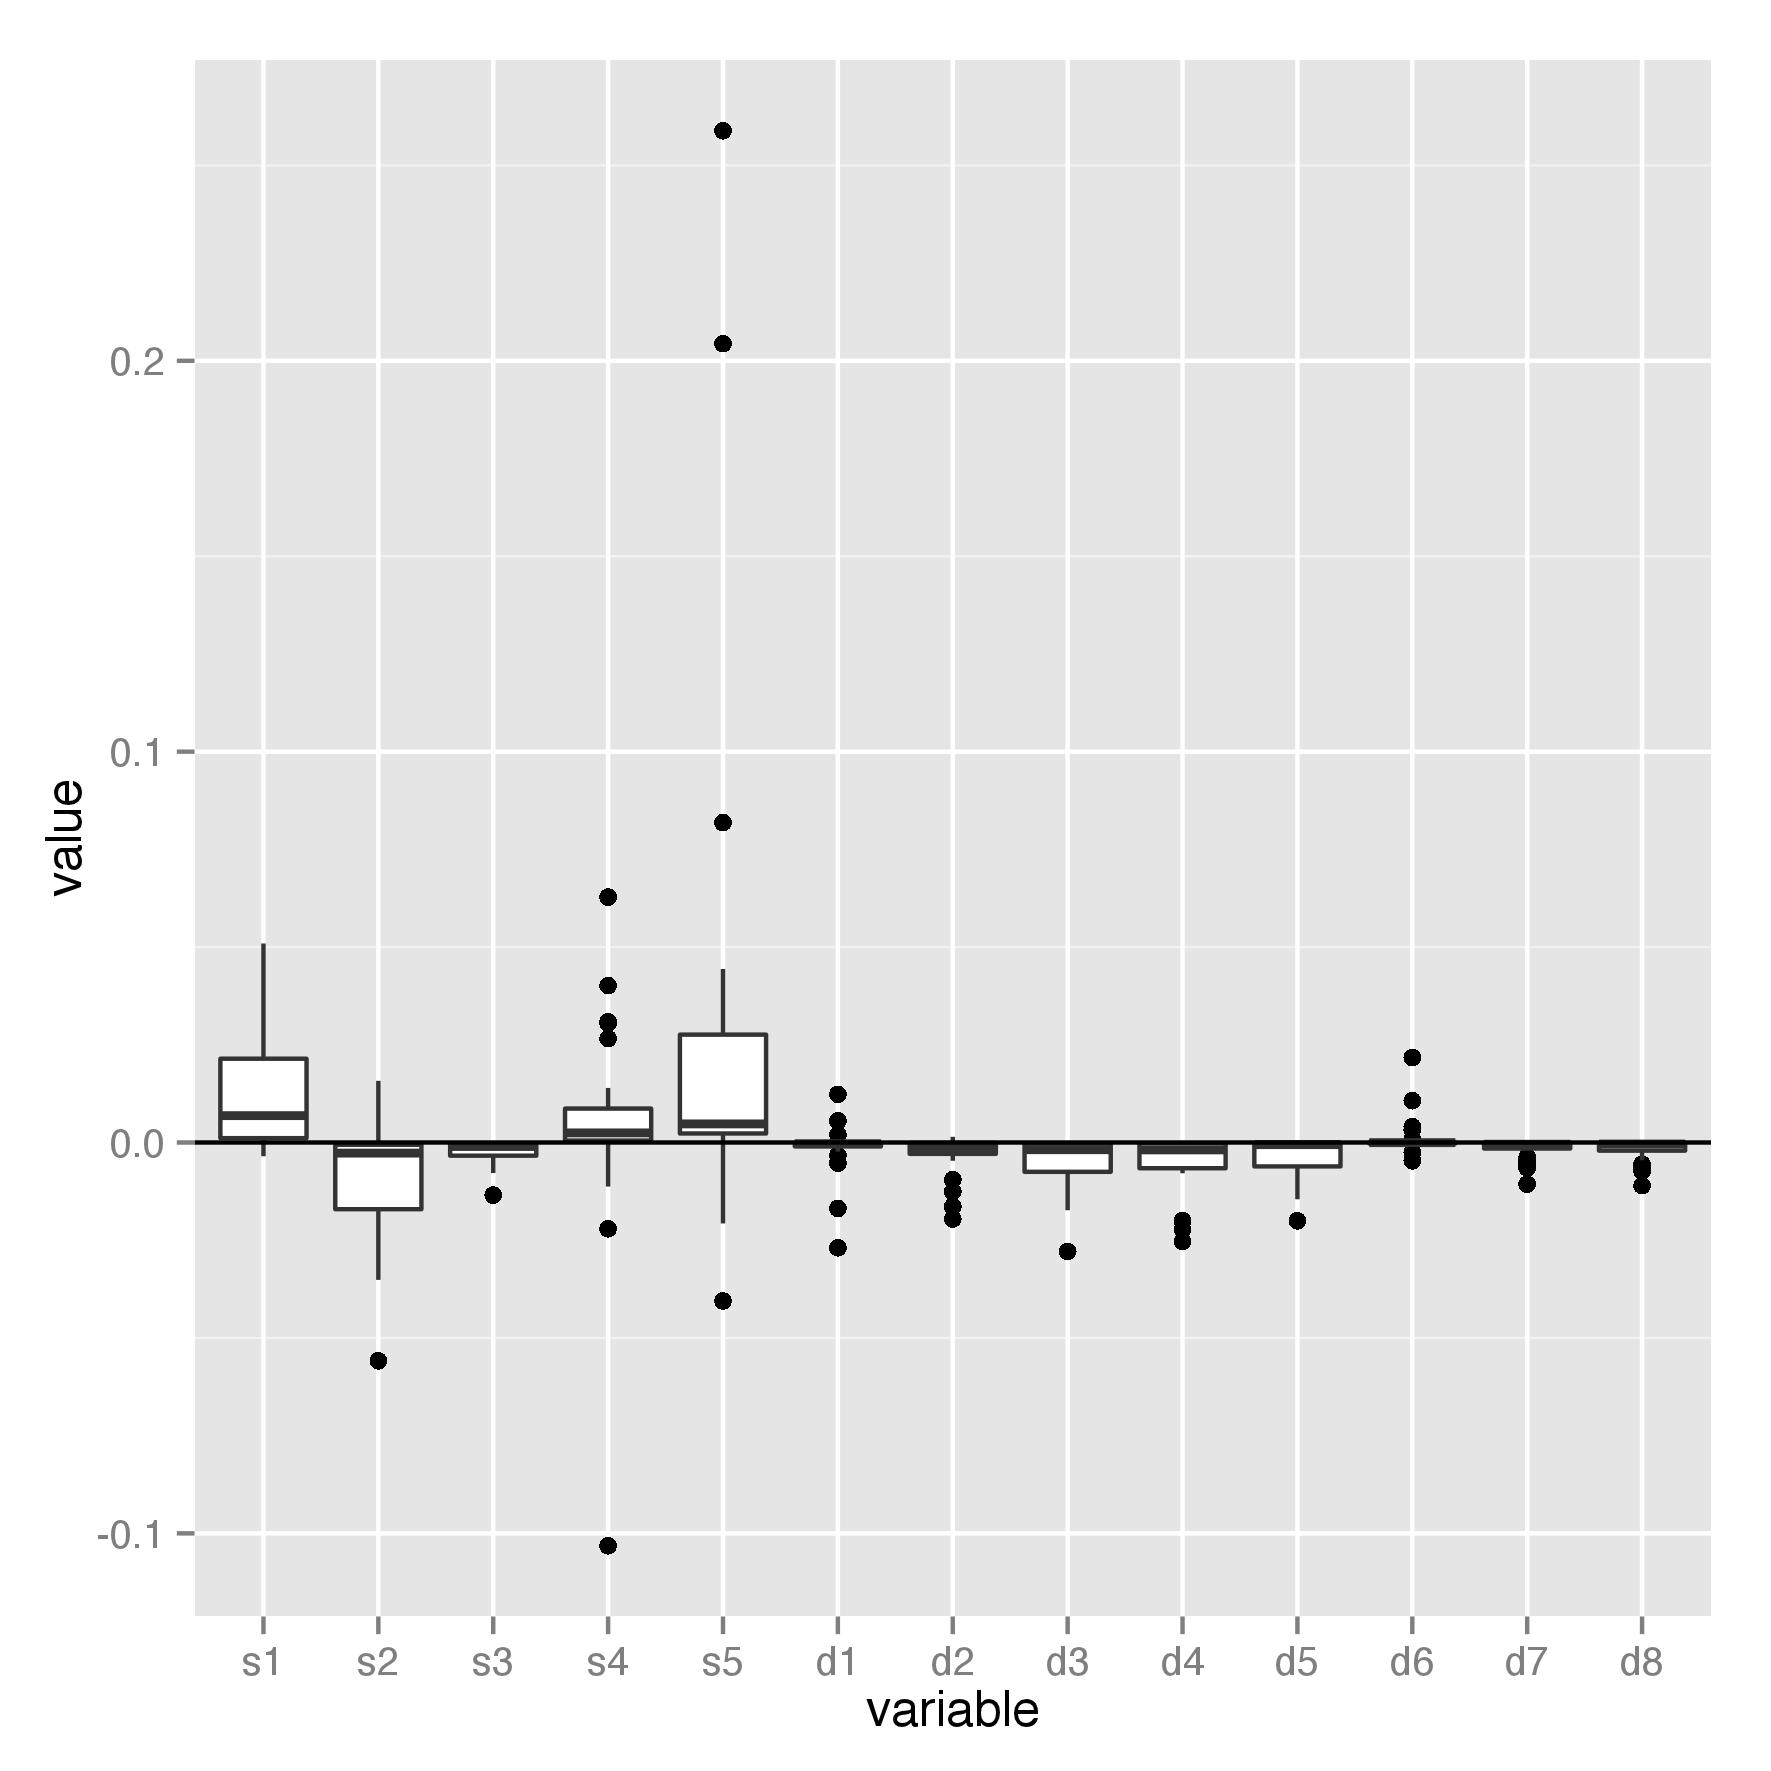 value
0.2
0.1
0.0
-0.1
s1 s2 s3 s4 s5 d1 d2 d3 d4 d5 d6 d7 d8
variable